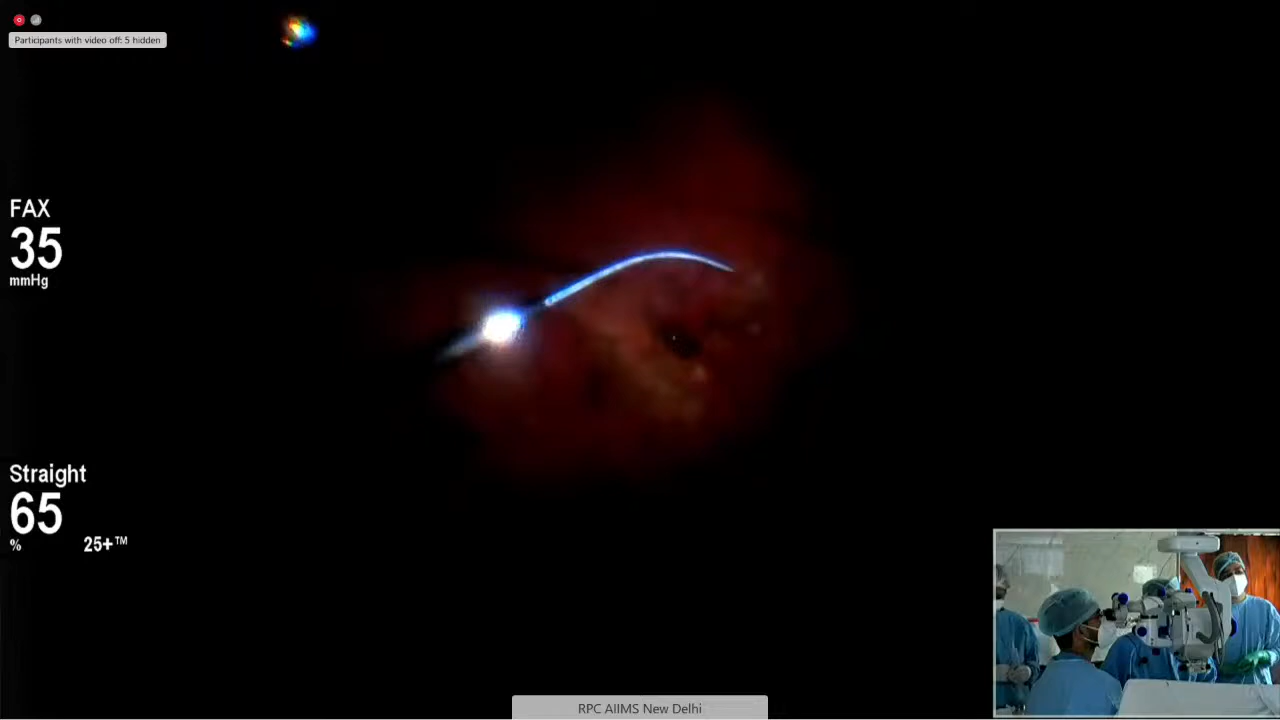 Participants with video off: 5 hidden
FAX
35
mmHg
Straight
65
% 25+™
RPC AIIMS New Delhi